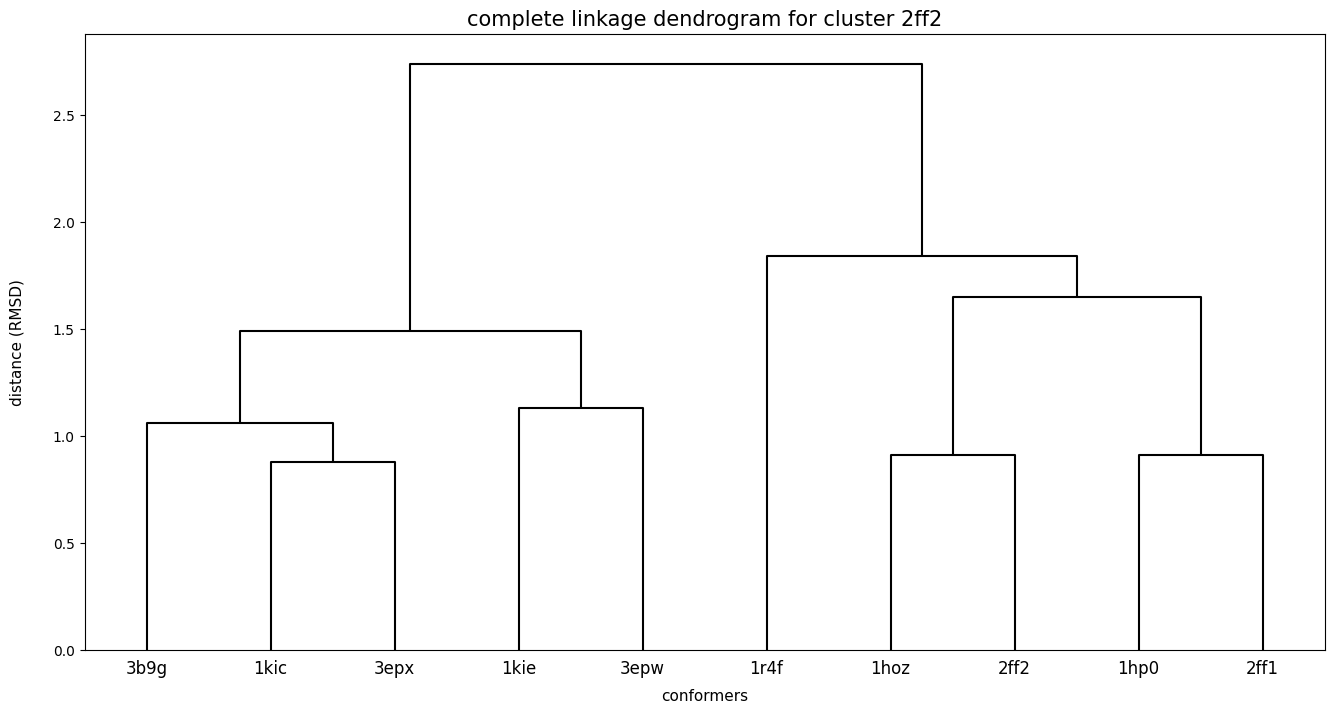 complete linkage dendrogram for cluster 2ff2
distance (RMSD)
2.5
2.0
1.5
1.0
0.5
0.0
3b9g 1kic 3epx 1kie 3epw 1r4f 1hoz 2ff2 1hp0 2ff1
conformers